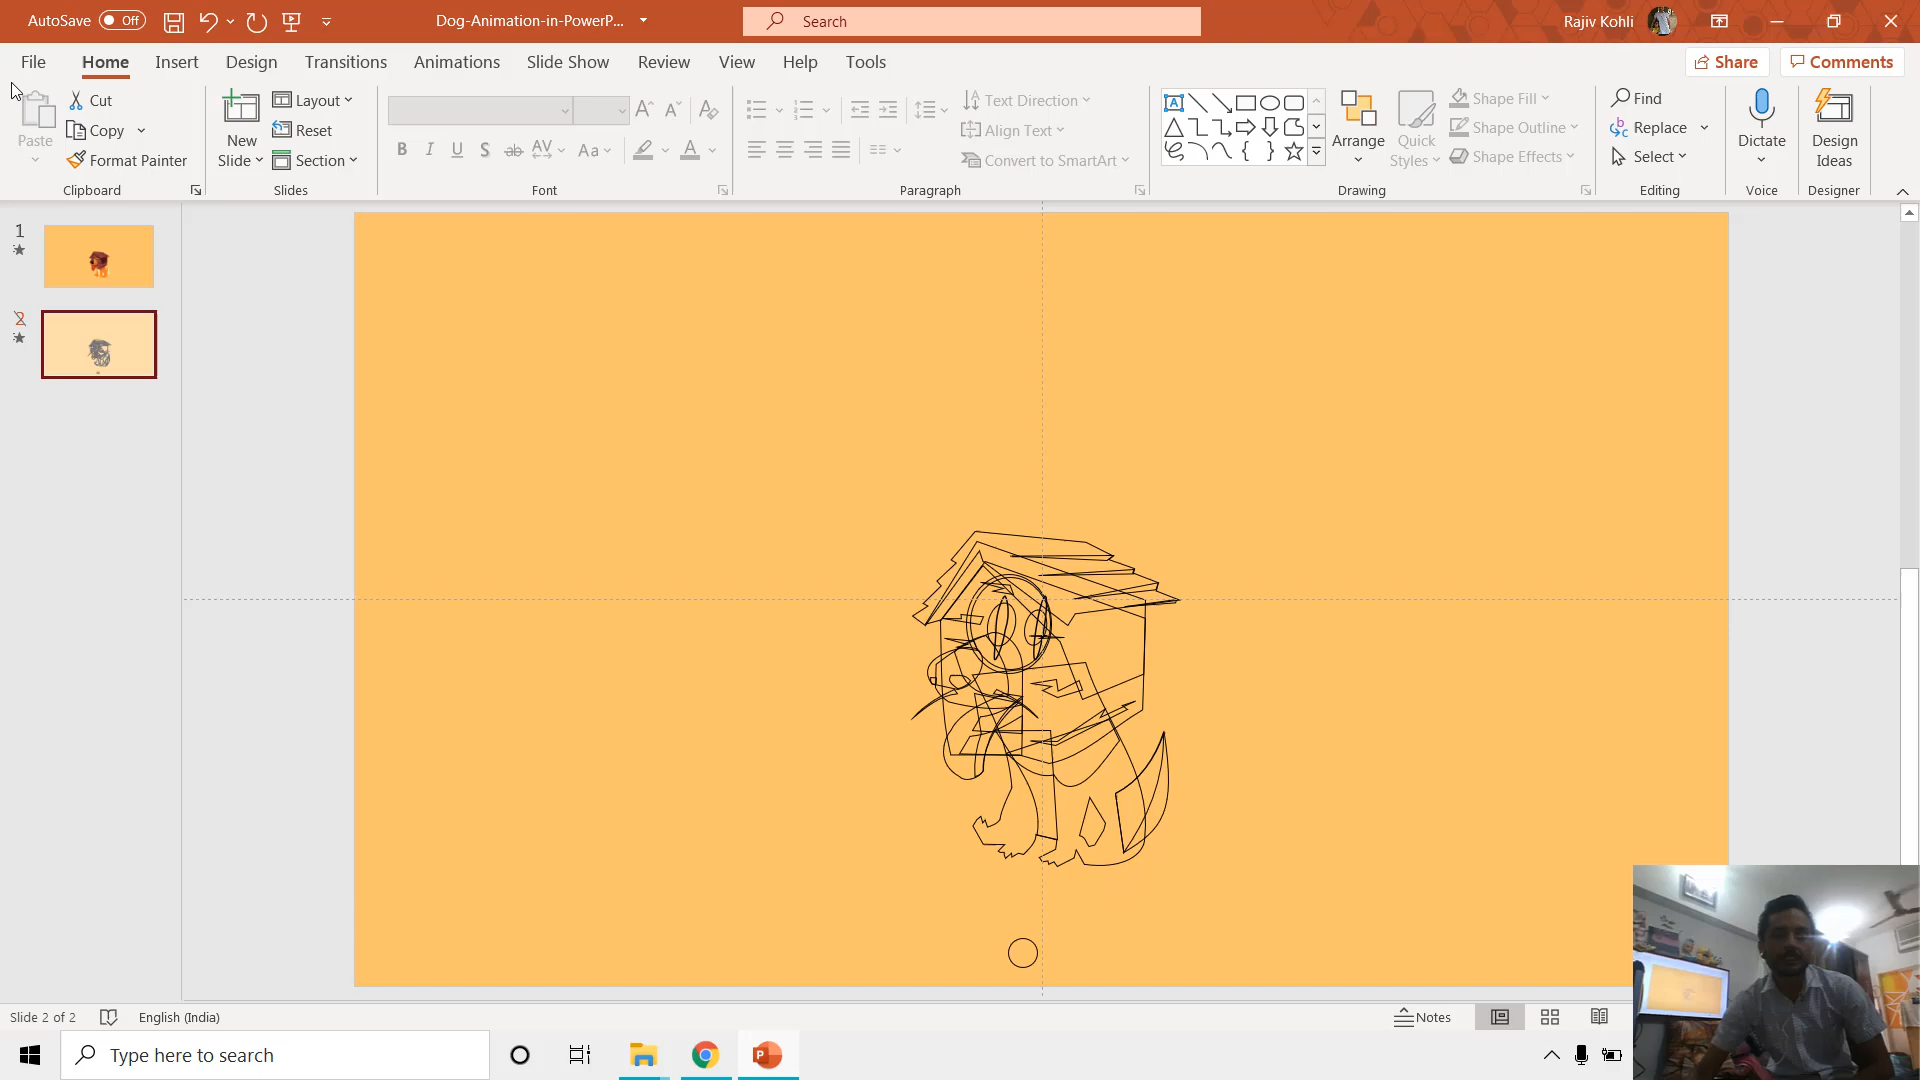 AutoSave Off Dog-Animation-in-PowerP... Search Rajiv Kohli
File Home Insert Design Transitions Animations Slide Show Review View Help Tools Share Comments
Paste
Cut
Copy
Format Painter
Clipboard
New
Slide
Layout
Reset
Section
Slides
B I U S ab AV Aa A
Font
Text Direction
Align Text
Convert to SmartArt
Paragraph
Arrange
Quick
Styles
Shape Fill
Shape Outline
Shape Effects
Drawing
Find
Replace
Select
Editing
Dictate
Voice
Design
Ideas
Designer
1
2
Slide 2 of 2 English (India) Notes
Type here to search